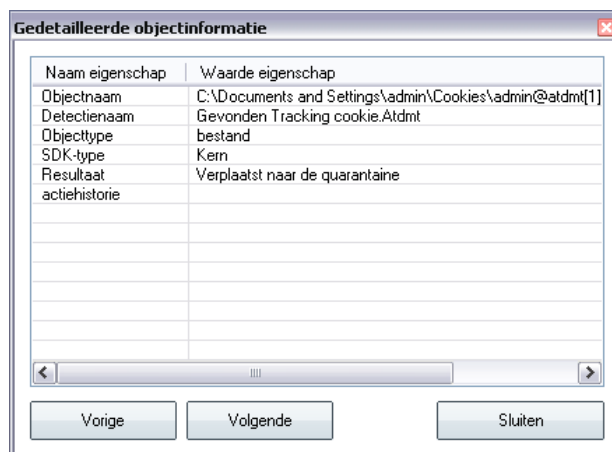 Gedetailleerde objectinformatie
Naam eigenschap Waarde eigenschap
Objectnaam C:\Documents and Settings\admin\Cookies\admin@atdmt[1]
Detectienaam Gevonden Tracking cookie.Atdmt
Objecttype bestand
SDK-type Kern
Resultaat Verplaatst naar de quarantaine
actiehistorie
Vorige Volgende Sluiten